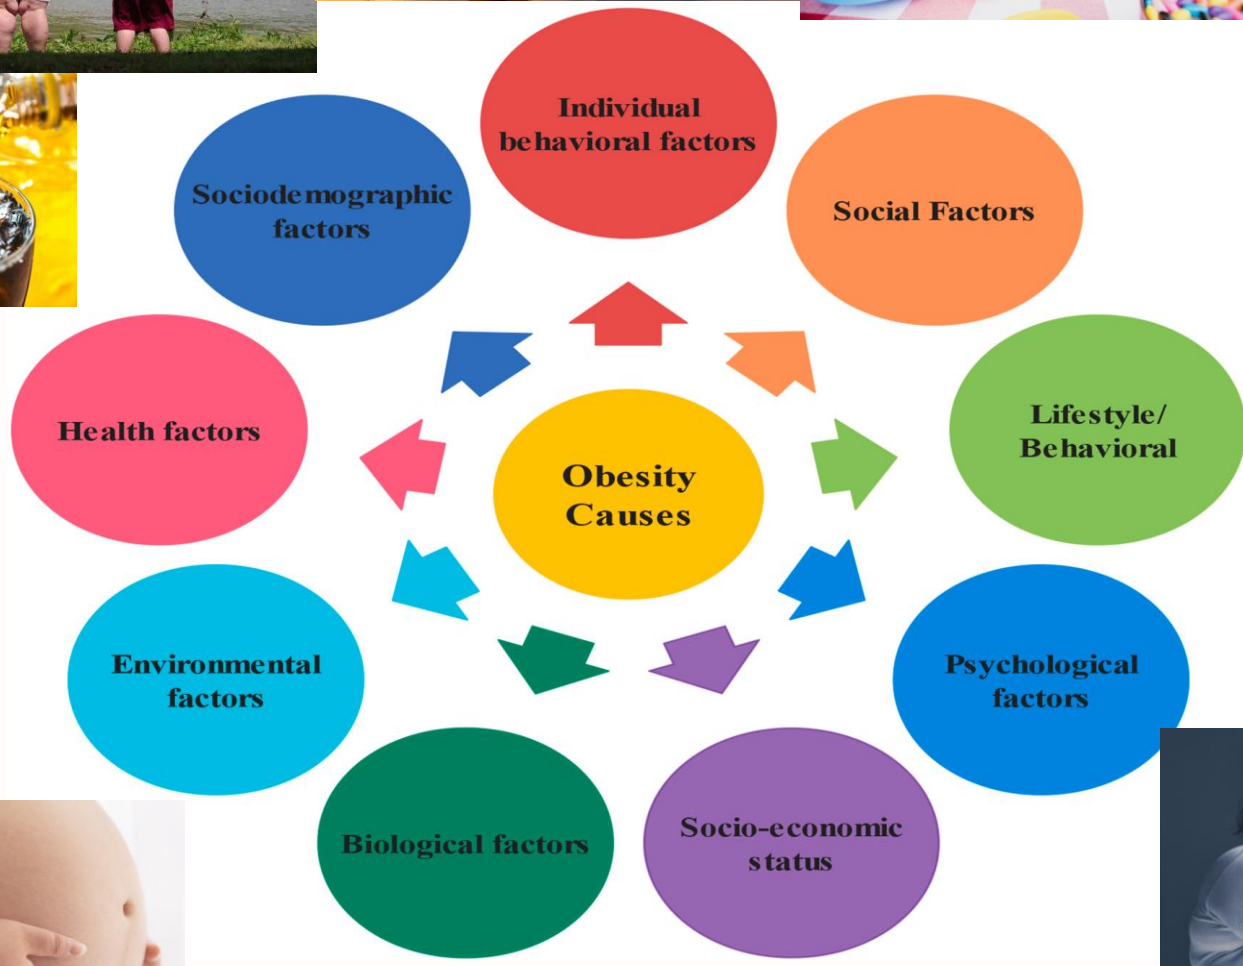 Individual
behavioral factors
Sociodemographic
factors
Social Factors
Health factors
Lifestyle/
Behavioral
Obesity
Causes
Environmental
factors
Psychological
factors
Biological factors
Socio-economic
status